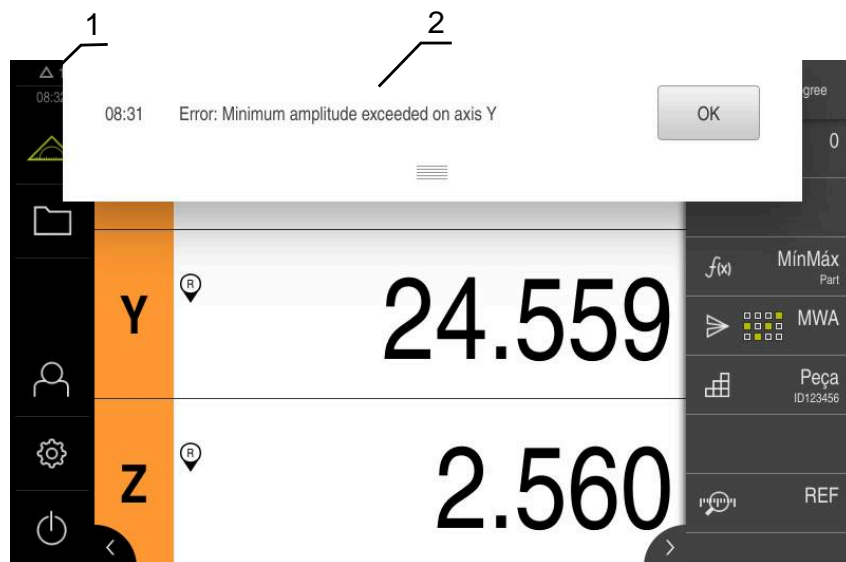 1
2
08:31 Error: Minimum amplitude exceeded on axis Y OK
0
MínMáx
f(x)
Part
Y
R
24.559
MWA
Peça
ID123456
Z
R
2.560
REF